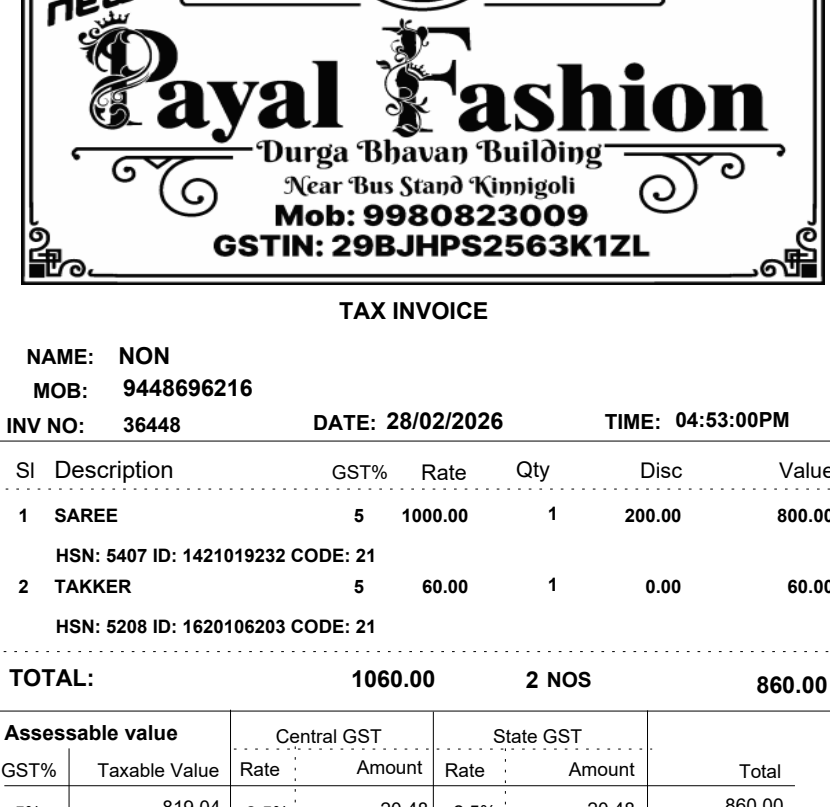 new
Payal Fashion
Durga Bhavan Building
Near Bus Stand Kinnigoli
Mob: 9980823009
GSTIN: 29BJHPS2563K1ZL
TAX INVOICE
NAME: NON
MOB: 9448696216
INV NO: 36448 DATE: 28/02/2026 TIME: 04:53:00PM
Sl Description GST% Rate Qty Disc Value
1 SAREE 5 1000.00 1 200.00 800.00
HSN: 5407 ID: 1421019232 CODE: 21
2 TAKKER 5 60.00 1 0.00 60.00
HSN: 5208 ID: 1620106203 CODE: 21
TOTAL: 1060.00 2 NOS 860.00
Assessable value Central GST State GST
GST% Taxable Value Rate Amount Rate Amount Total
819.04 20.48 20.48 860.00